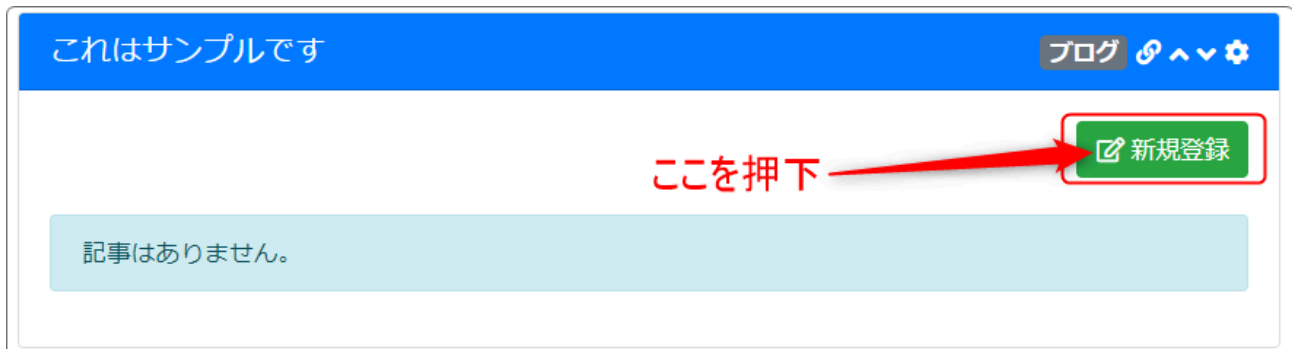 これはサンプルです
ブログ
新規登録
ここを押下
記事はありません。